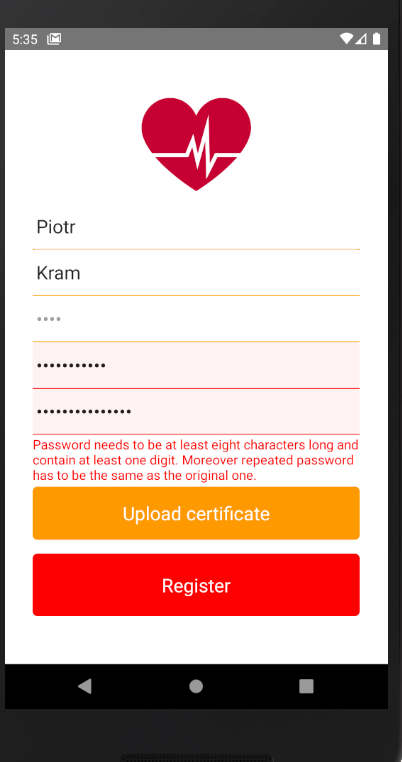 5:35
Piotr
Kram
••••
•••••••••••
•••••••••••••••
Password needs to be at least eight characters long and
contain at least one digit. Moreover repeated password
has to be the same as the original one.
Upload certificate
Register